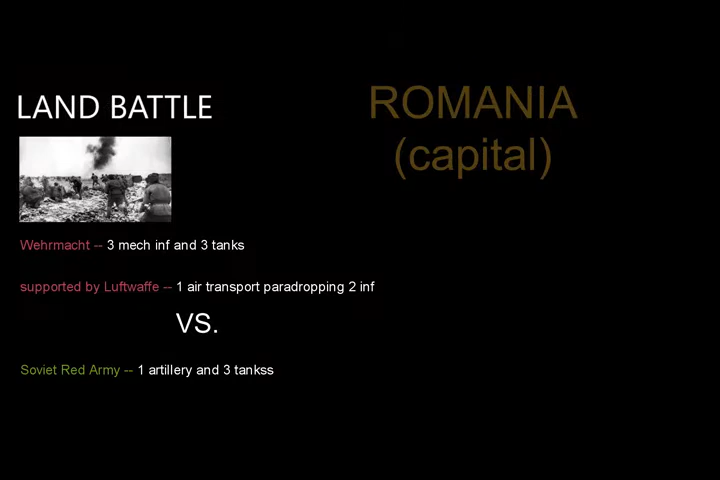 LAND BATTLE
ROMANIA
(capital)
Wehrmacht -- 3 mech inf and 3 tanks
supported by Luftwaffe -- 1 air transport paradropping 2 inf
VS.
Soviet Red Army -- 1 artillery and 3 tankss